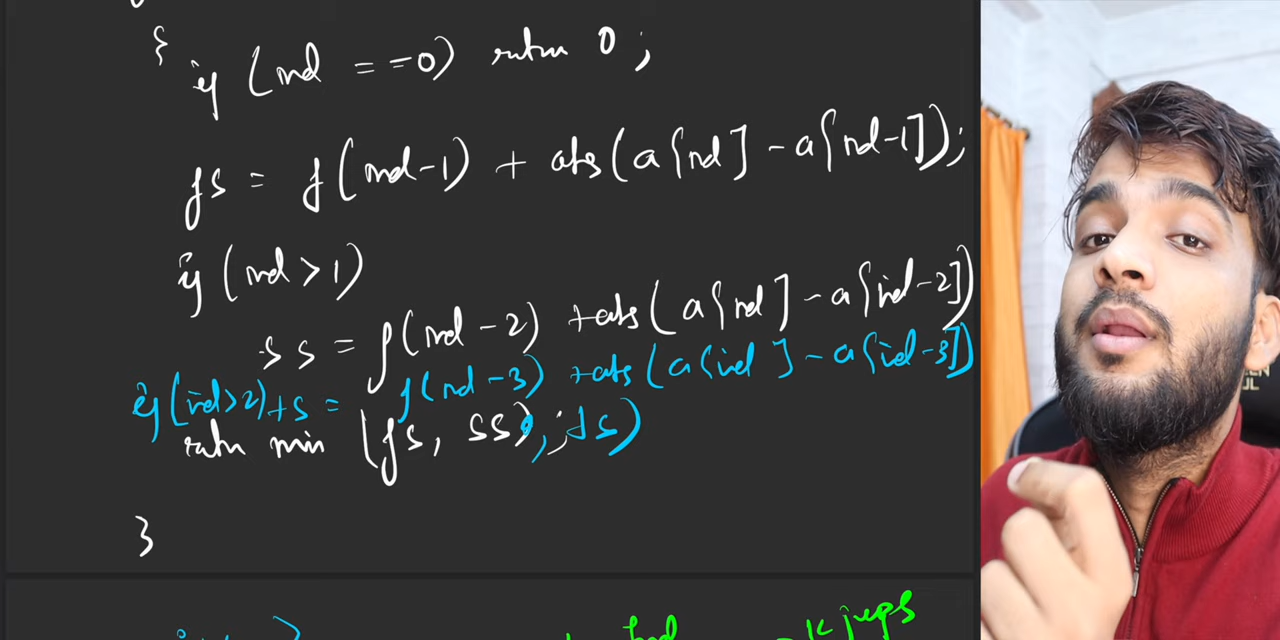 { if (ind == 0) return 0;
fs = f(ind-1) + abs(a[ind] - a[ind-1]);
if (ind > 1)
ss = f(ind-2) + abs(a[ind] - a[ind-2])
if (ind>2) ts = f(ind-3) + abs(a[ind] - a[ind-3])
return min (fs, ss), ; ts)
}
k jumps